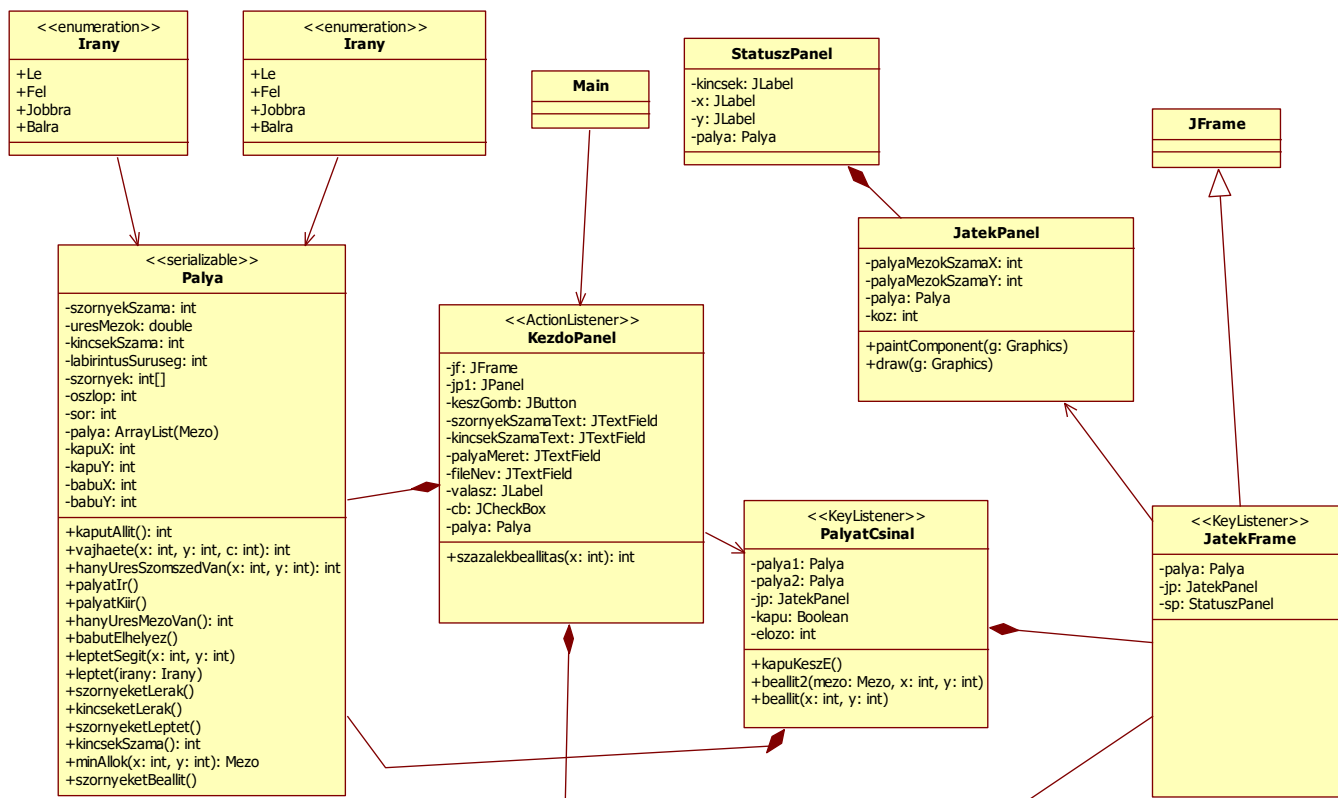 <<enumeration>>
Irany
+Le
+Fel
+Jobbra
+Balra
<<enumeration>>
Irany
+Le
+Fel
+Jobbra
+Balra
Main
StatuszPanel
-kincsek: JLabel
-x: JLabel
-y: JLabel
-palya: Palya
JFrame
JatekPanel
-palyaMezokSzamaX: int
-palyaMezokSzamaY: int
-palya: Palya
-koz: int
+paintComponent(g: Graphics)
+draw(g: Graphics)
<<serializable>>
Palya
-szornyekSzama: int
-uresMezok: double
-kincsekSzama: int
-labirintusSuruseg: int
-szornyek: int[]
-oszlop: int
-sor: int
-palya: ArrayList(Mezo)
-kapuX: int
-kapuY: int
-babuX: int
-babuY: int
+kaputAllit(): int
+vajhaete(x: int, y: int, c: int): int
+hanyUresSzomszedVan(x: int, y: int): int
+palyatIr()
+palyatKiir()
+hanyUresMezoVan(): int
+babutElhelyez()
+leptetSegit(x: int, y: int)
+leptet(irany: Irany)
+szornyeketLerak()
+kincseketLerak()
+szornyeketLeptet()
+kincsekSzama(): int
+minAllok(x: int, y: int): Mezo
+szornyeketBeallit()
<<ActionListener>>
KezdoPanel
-jf: JFrame
-jp1: JPanel
-keszGomb: JButton
-szornyekSzamaText: JTextField
-kincsekSzamaText: JTextField
-palyaMeret: JTextField
-fileNev: JTextField
-valasz: JLabel
-cb: JCheckBox
-palya: Palya
+szazalekbeallitas(x: int): int
<<KeyListener>>
PalyatCsinal
-palya1: Palya
-palya2: Palya
-jp: JatekPanel
-kapu: Boolean
-elozo: int
+kapuKeszE()
+beallit2(mezo: Mezo, x: int, y: int)
+beallit(x: int, y: int)
<<KeyListener>>
JatekFrame
-palya: Palya
-jp: JatekPanel
-sp: StatuszPanel